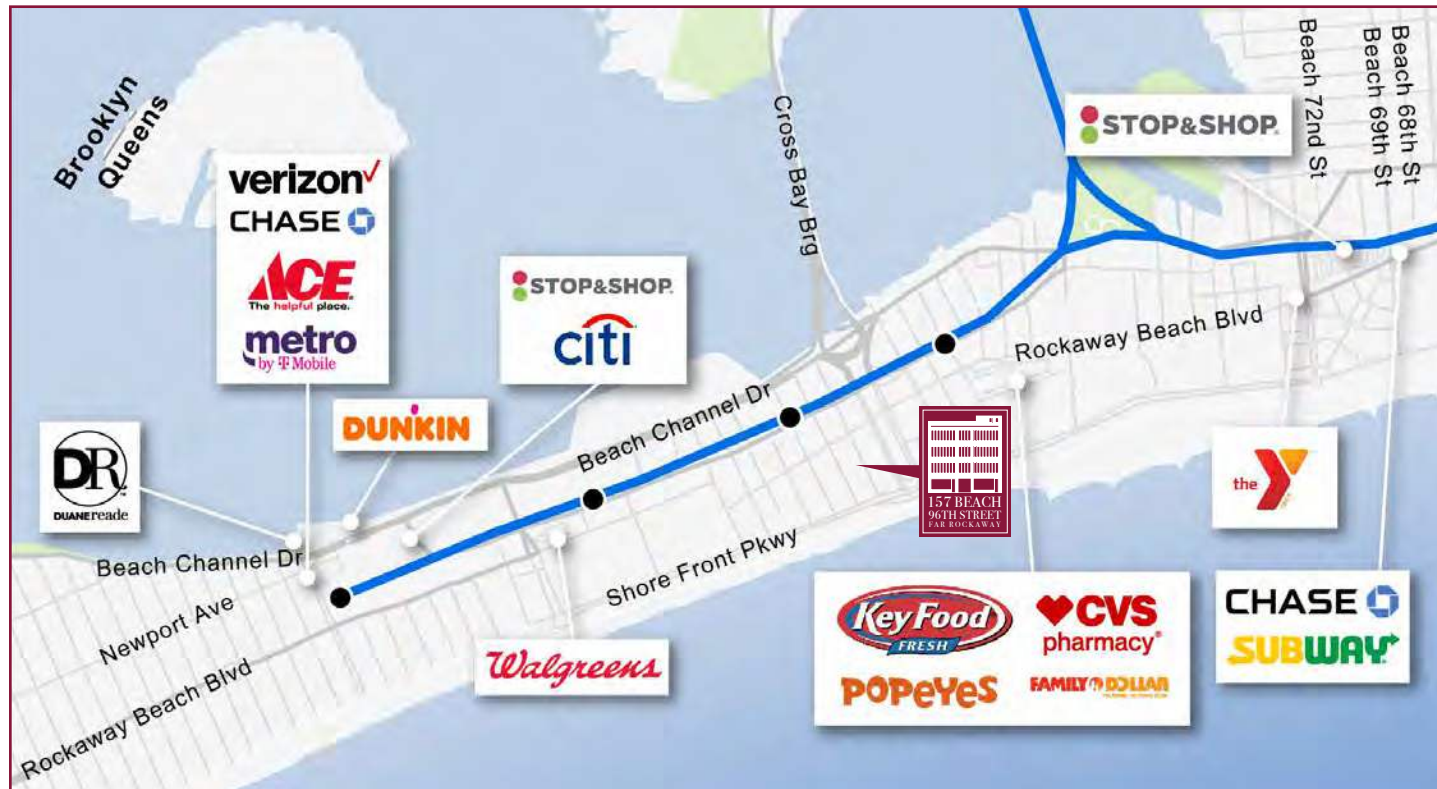 Brooklyn
Queens
verizon
CHASE
ACE
The helpful place.
metro
by T Mobile
DR
DUANEreade
DUNKIN
STOP&SHOP.
citi
Cross Bay Brg
STOP&SHOP.
Beach 72nd St
Beach 69th St
Beach 68th St
Rockaway Beach Blvd
Beach Channel Dr
157 BEACH
96TH STREET
FAR ROCKAWAY
the Y
Beach Channel Dr
Newport Ave
Rockaway Beach Blvd
Shore Front Pkwy
Walgreens
Key Food
FRESH
CVS
pharmacy®
POPEYES
FAMILY DOLLAR
CHASE
SUBWAY